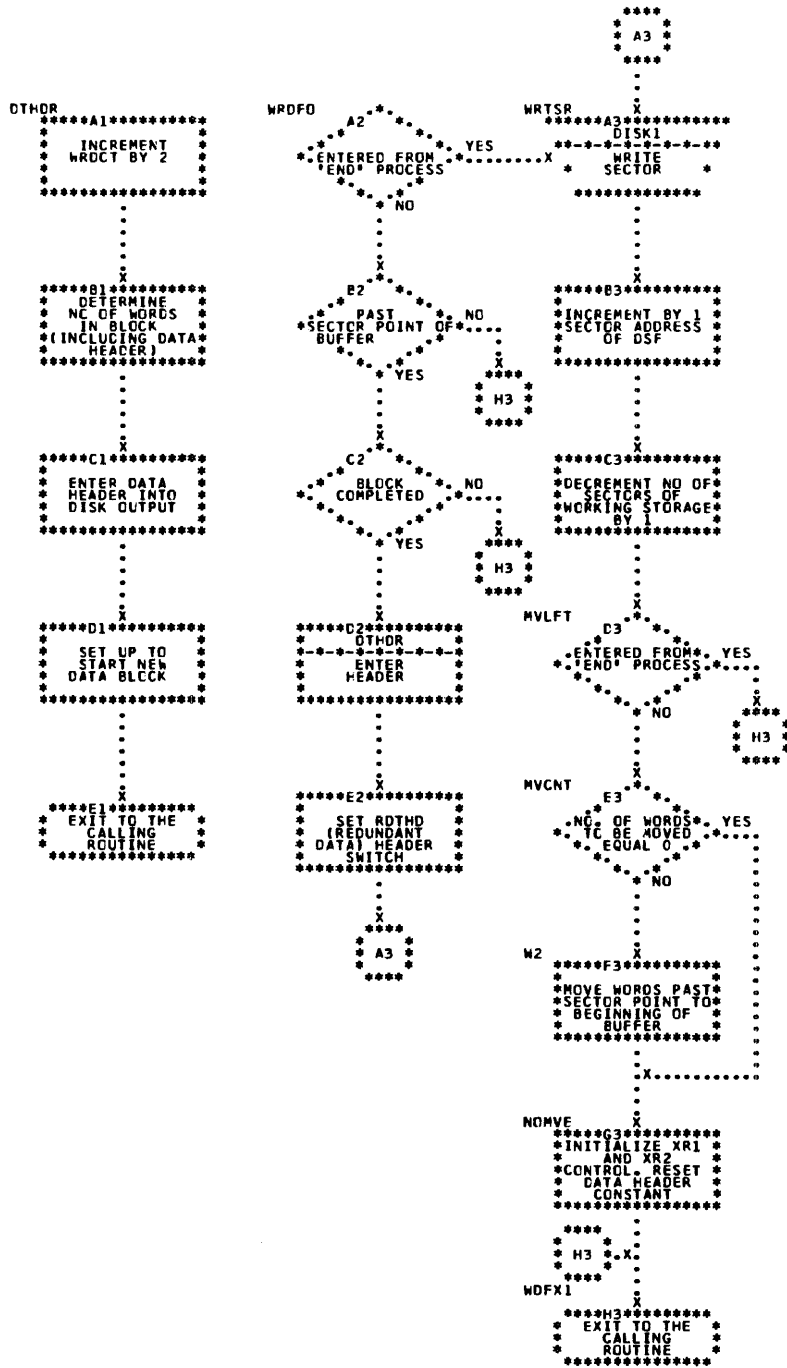 A3
DTHDR
A1
INCREMENT
WRDCT BY 2
B1
DETERMINE
NC OF WORDS
IN BLOCK
(INCLUDING DATA
HEADER)
C1
ENTER DATA
HEADER INTO
DISK OUTPUT
D1
SET UP TO
START NEW
DATA BLOCK
E1
EXIT TO THE
CALLING
ROUTINE
WRDFO
A2
ENTERED FROM
'END' PROCESS
YES
NO
B2
PAST
SECTOR POINT OF
BUFFER
NO
YES
H3
C2
BLOCK
COMPLETED
NO
YES
H3
D2
DTHDR
ENTER
HEADER
E2
SET RDTHD
(REDUNDANT
DATA) HEADER
SWITCH
A3
WRTSR
A3
DISK1
WRITE
SECTOR
B3
INCREMENT BY 1
SECTOR ADDRESS
OF DSF
C3
DECREMENT NO OF
SECTORS OF
WORKING STORAGE
BY 1
MVLFT
D3
ENTERED FROM
'END' PROCESS
YES
NO
H3
MVCNT
E3
NO. OF WORDS
TO BE MOVED
EQUAL 0
YES
NO
W2
F3
MOVE WORDS PAST
SECTOR POINT TO
BEGINNING OF
BUFFER
NOMVE
G3
INITIALIZE XR1
AND XR2
CONTROL. RESET
DATA HEADER
CONSTANT
H3
WDFX1
H3
EXIT TO THE
CALLING
ROUTINE